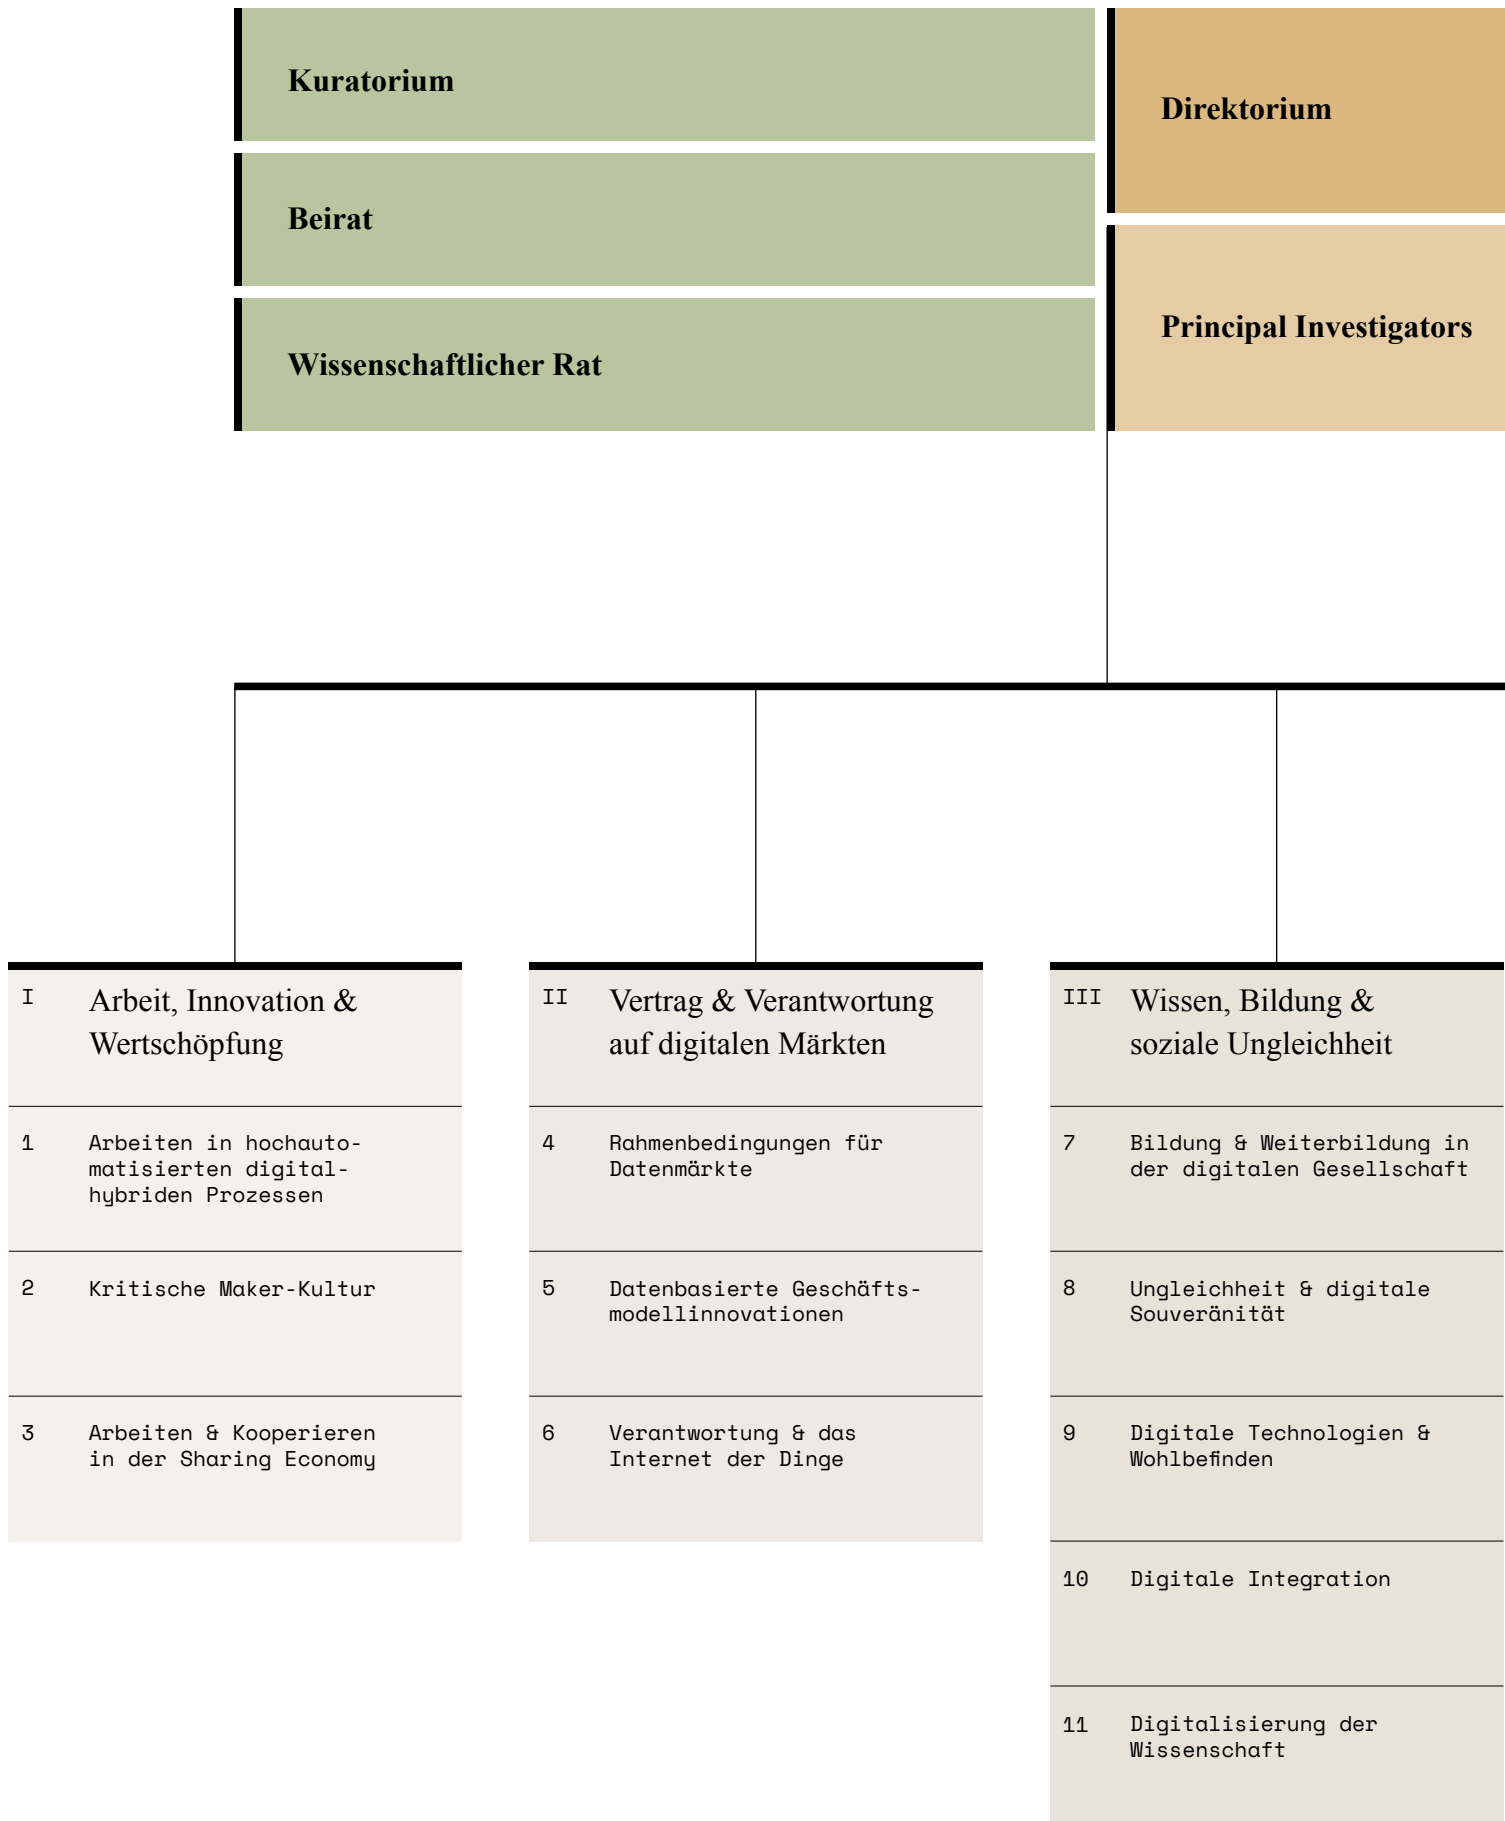 Kuratorium
Beirat
Wissenschaftlicher Rat
Direktorium
Principal Investigators
I
Arbeit, Innovation &
Wertschöpfung
1
Arbeiten in hochauto-
matisierten digital-
hybriden Prozessen
2
Kritische Maker-Kultur
3
Arbeiten & Kooperieren
in der Sharing Economy
II
Vertrag & Verantwortung
auf digitalen Märkten
4
Rahmenbedingungen für
Datenmärkte
5
Datenbasierte Geschäfts-
modellinnovationen
6
Verantwortung & das
Internet der Dinge
III
Wissen, Bildung &
soziale Ungleichheit
7
Bildung & Weiterbildung in
der digitalen Gesellschaft
8
Ungleichheit & digitale
Souveränität
9
Digitale Technologien &
Wohlbefinden
10
Digitale Integration
11
Digitalisierung der
Wissenschaft